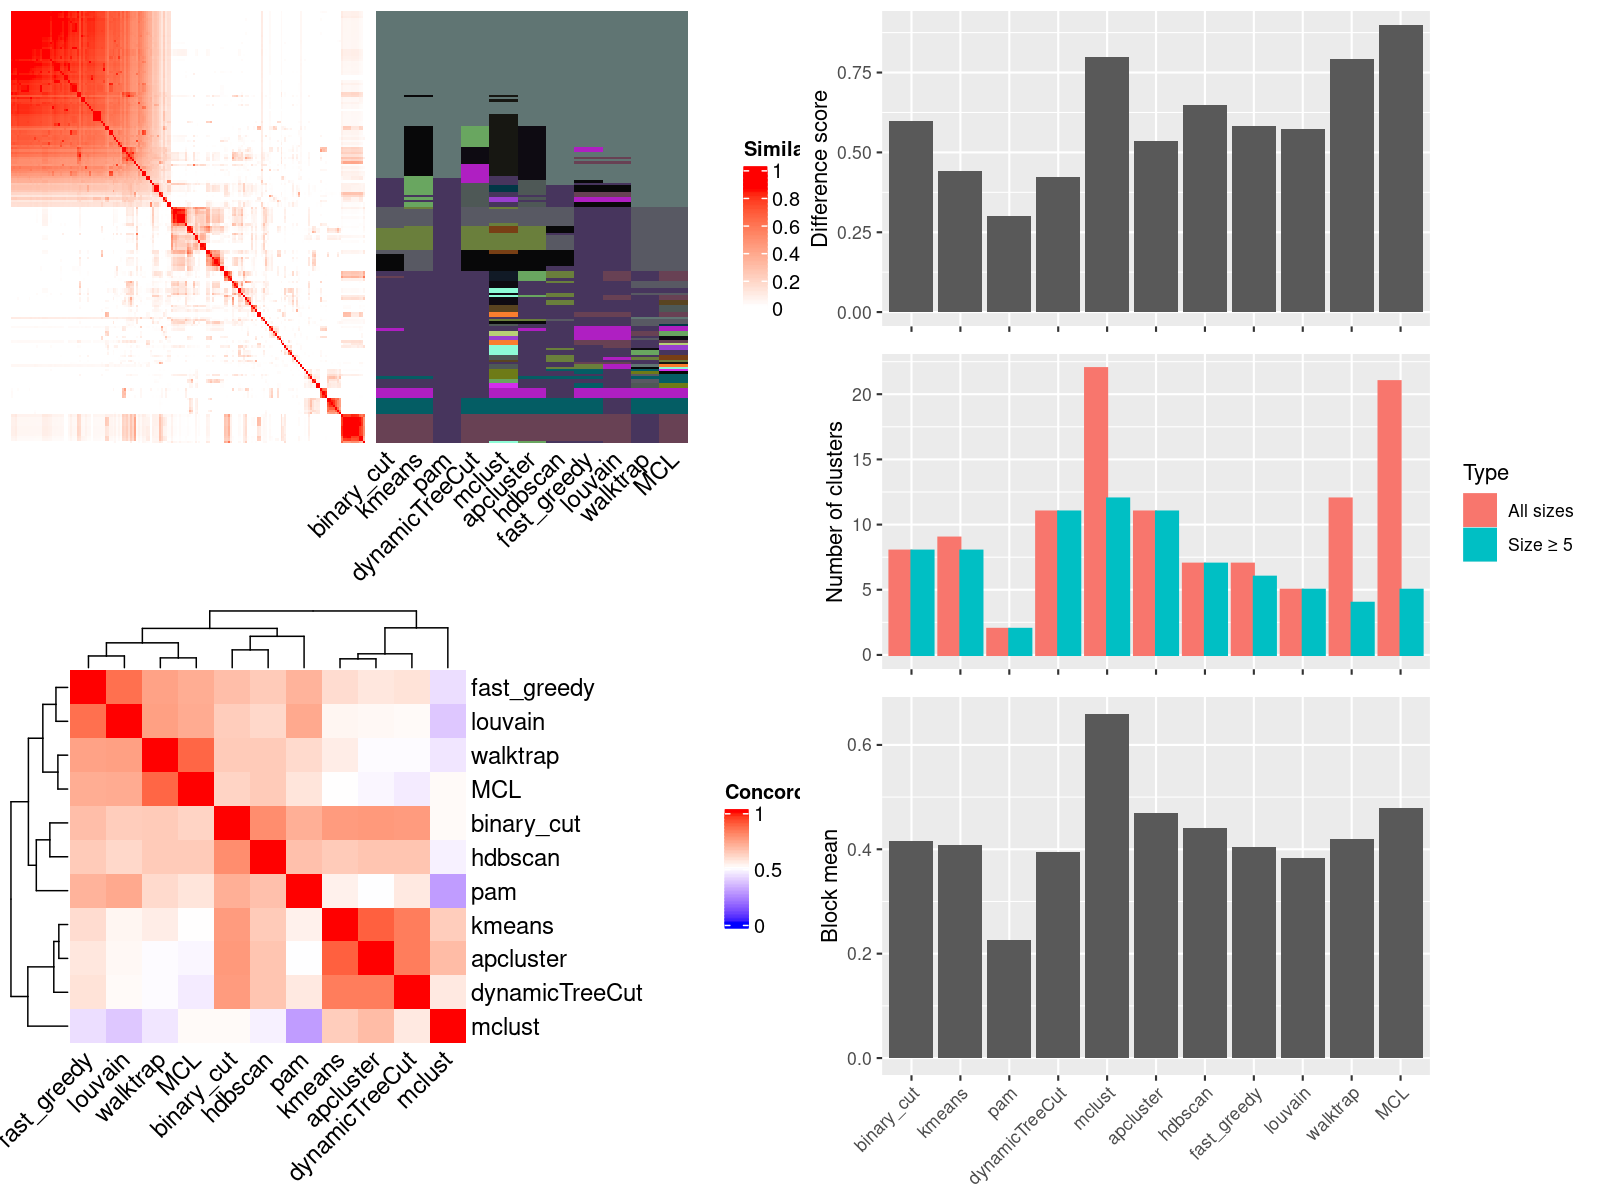 Simila
1
0.8
0.6
0.4
0.2
0
binary_cut
kmeans
pam
dynamicTreeCut
mclust
apcluster
hdbscan
fast_greedy
louvain
walktrap
MCL
Difference score
0.75
0.50
0.25
0.00
Number of clusters
20
15
10
5
0
Type
All sizes
Size ≥ 5
fast_greedy
louvain
walktrap
MCL
binary_cut
hdbscan
pam
kmeans
apcluster
dynamicTreeCut
mclust
fast_greedy
louvain
walktrap
MCL
binary_cut
hdbscan
pam
kmeans
apcluster
dynamicTreeCut
mclust
Concord
1
0.5
0
Block mean
0.6
0.4
0.2
0.0
binary_cut
kmeans
pam
dynamicTreeCut
mclust
apcluster
hdbscan
fast_greedy
louvain
walktrap
MCL